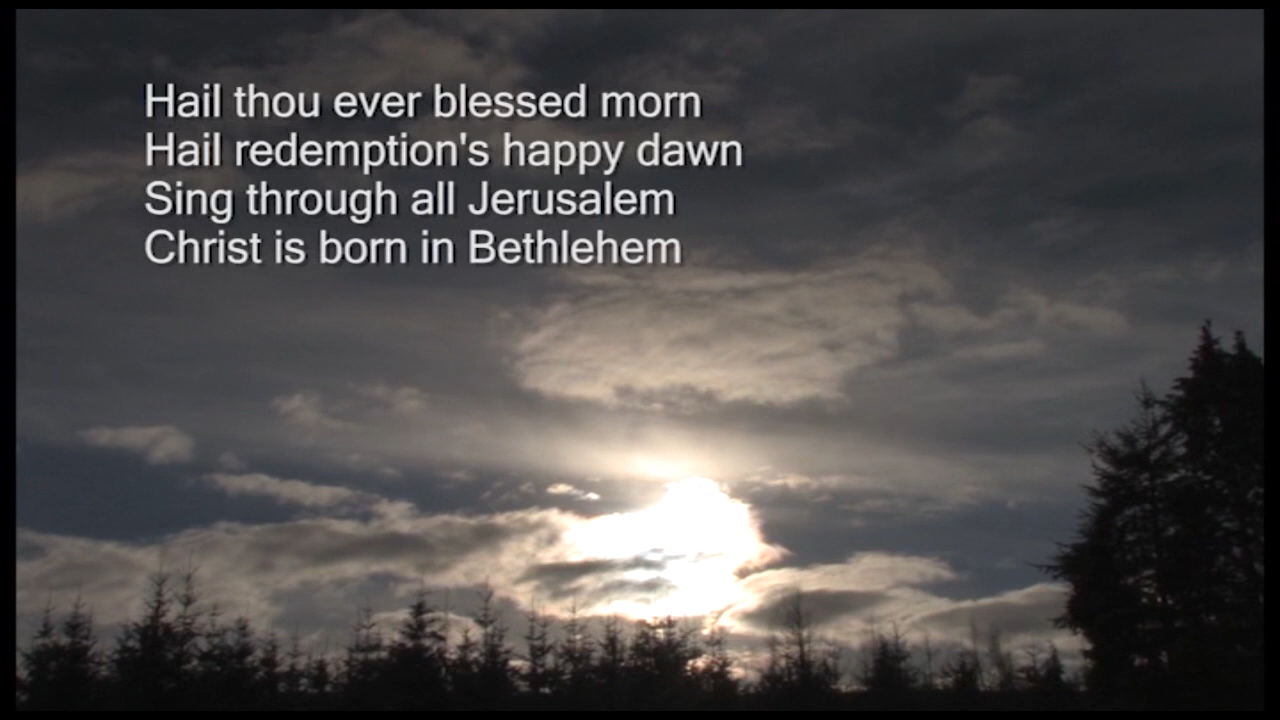 Hail thou ever blessed morn
Hail redemption's happy dawn
Sing through all Jerusalem
Christ is born in Bethlehem